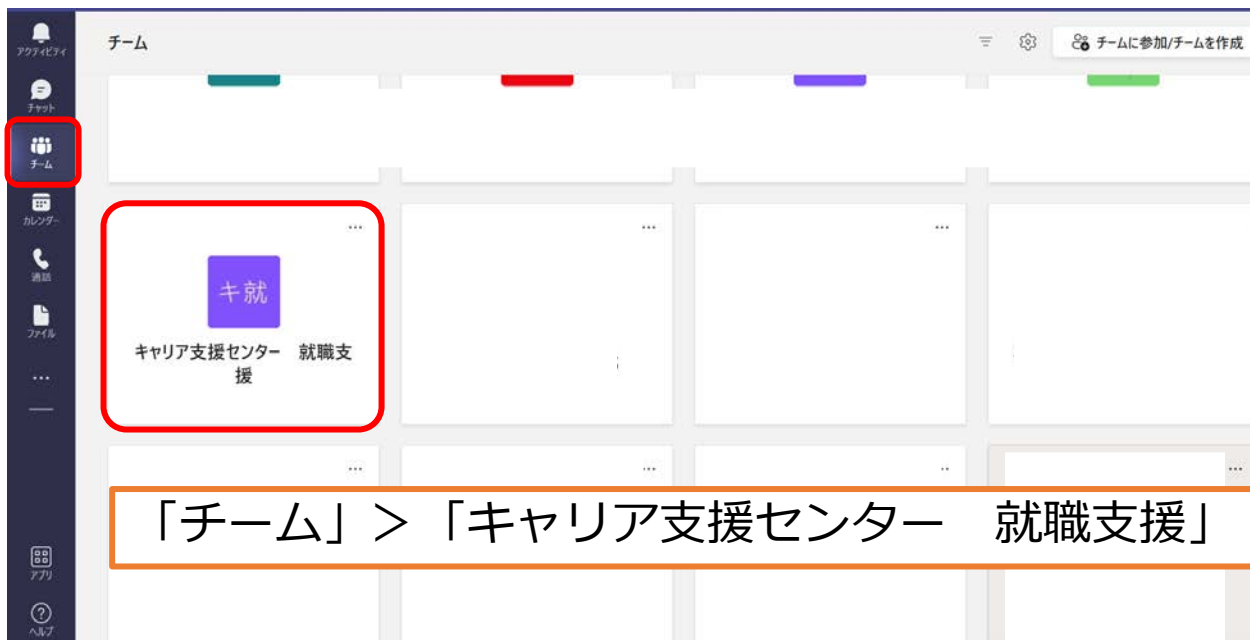 アクティビティ
チーム
チームに参加/チームを作成
チャット
チーム
カレンダー
通話
ファイル
キ就
キャリア支援センター　就職支
援
「チーム」＞「キャリア支援センター　就職支援」
アプリ
ヘルプ